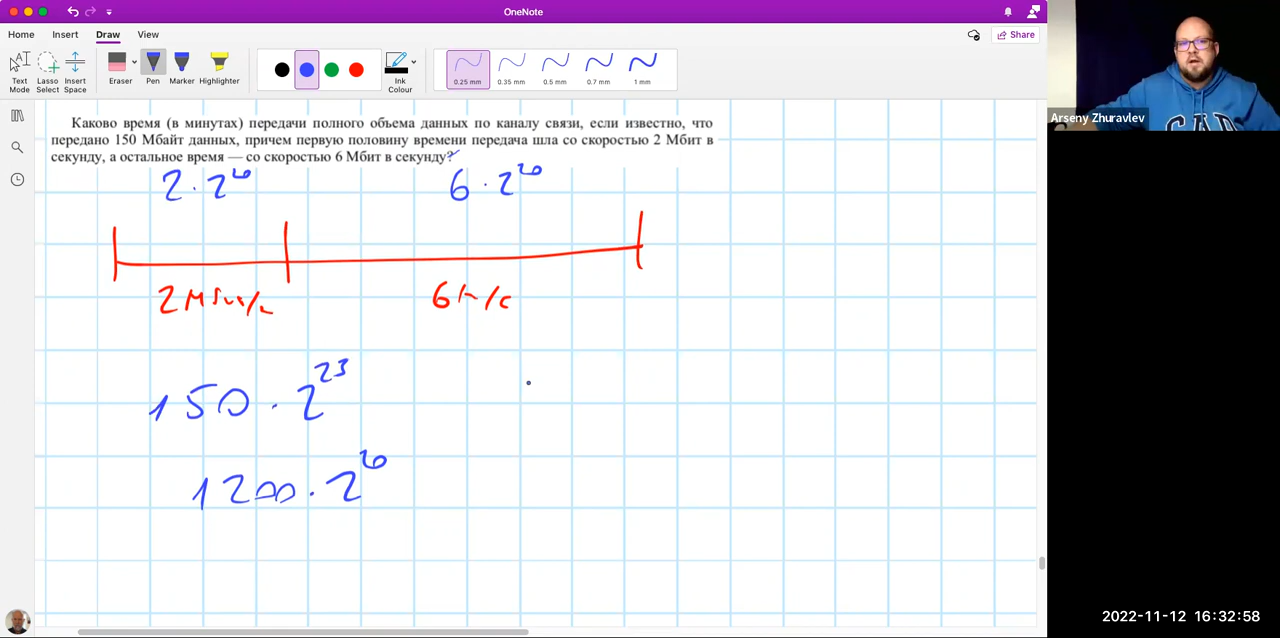 OneNote
Home Insert Draw View
Share
Text Mode
Lasso Select
Insert Space
Eraser
Pen
Marker
Highlighter
Ink Colour
0.25 mm
0.35 mm
0.5 mm
0.7 mm
1 mm
Arseny Zhuravlev
Каково время (в минутах) передачи полного объема данных по каналу связи, если известно, что
передано 150 Мбайт данных, причем первую половину времени передача шла со скоростью 2 Мбит в
секунду, а остальное время — со скоростью 6 Мбит в секунду?
2 · 2²⁰ 6 · 2²⁰
150 · 2²³
1200 · 2²⁰
2022-11-12 16:32:58